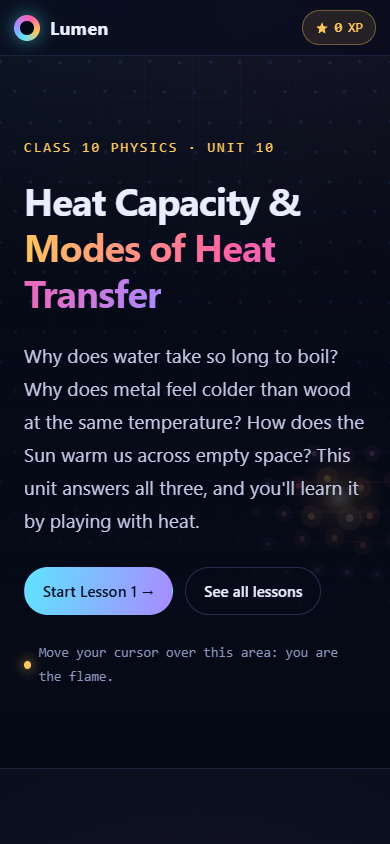 Lumen
★ 0 XP
CLASS 10 PHYSICS · UNIT 10
Heat Capacity &
Modes of Heat
Transfer
Why does water take so long to boil?
Why does metal feel colder than wood
at the same temperature? How does the
Sun warm us across empty space? This
unit answers all three, and you'll learn it
by playing with heat.
Start Lesson 1 →
See all lessons
Move your cursor over this area: you are
the flame.